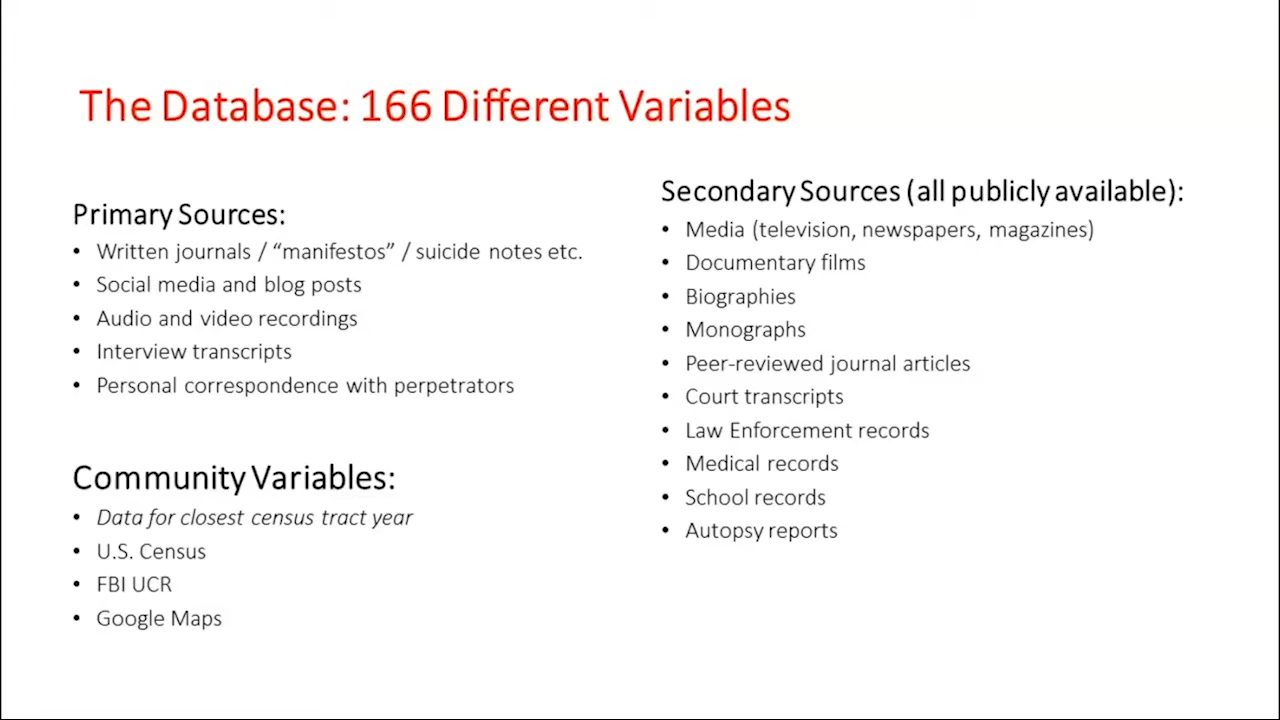 The Database: 166 Different Variables
Primary Sources:
• Written journals / “manifestos” / suicide notes etc.
• Social media and blog posts
• Audio and video recordings
• Interview transcripts
• Personal correspondence with perpetrators
Community Variables:
• Data for closest census tract year
• U.S. Census
• FBI UCR
• Google Maps
Secondary Sources (all publicly available):
• Media (television, newspapers, magazines)
• Documentary films
• Biographies
• Monographs
• Peer-reviewed journal articles
• Court transcripts
• Law Enforcement records
• Medical records
• School records
• Autopsy reports